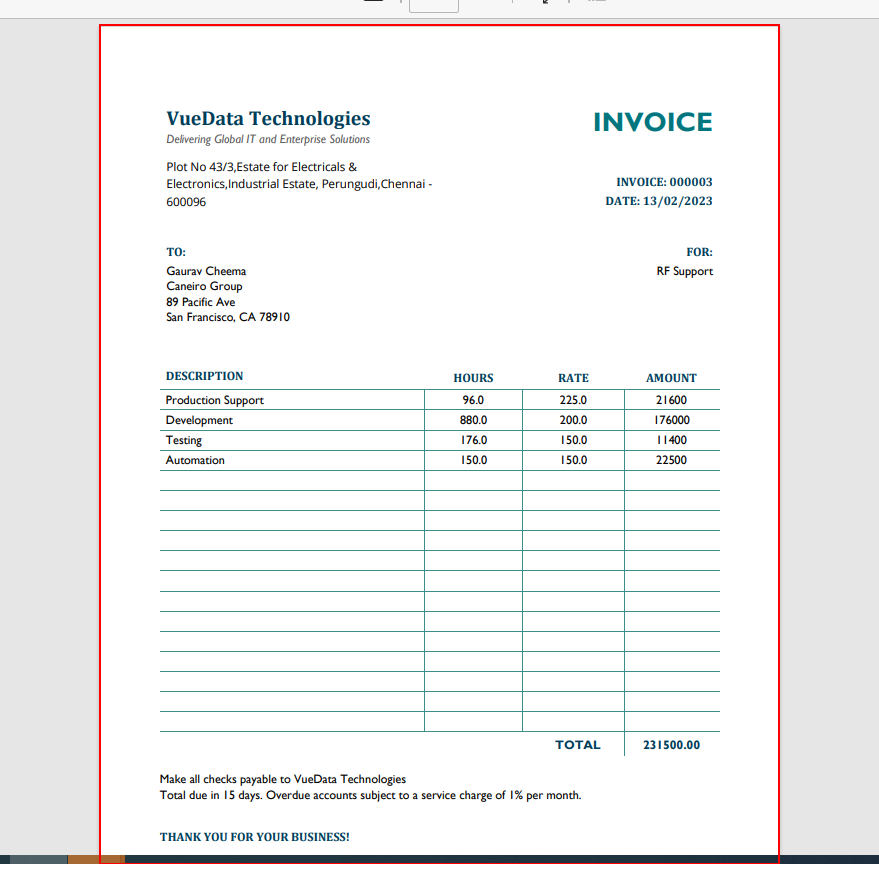 VueData Technologies
INVOICE
Delivering Global IT and Enterprise Solutions
Plot No 43/3,Estate for Electricals &
Electronics,Industrial Estate, Perungudi,Chennai -
600096
INVOICE: 000003
DATE: 13/02/2023
TO:
FOR:
Gaurav Cheema
RF Support
Caneiro Group
89 Pacific Ave
San Francisco, CA 78910
DESCRIPTION HOURS RATE AMOUNT
Production Support 96.0 225.0 21600
Development 880.0 200.0 176000
Testing 176.0 150.0 11400
Automation 150.0 150.0 22500
TOTAL 231500.00
Make all checks payable to VueData Technologies
Total due in 15 days. Overdue accounts subject to a service charge of 1% per month.
THANK YOU FOR YOUR BUSINESS!